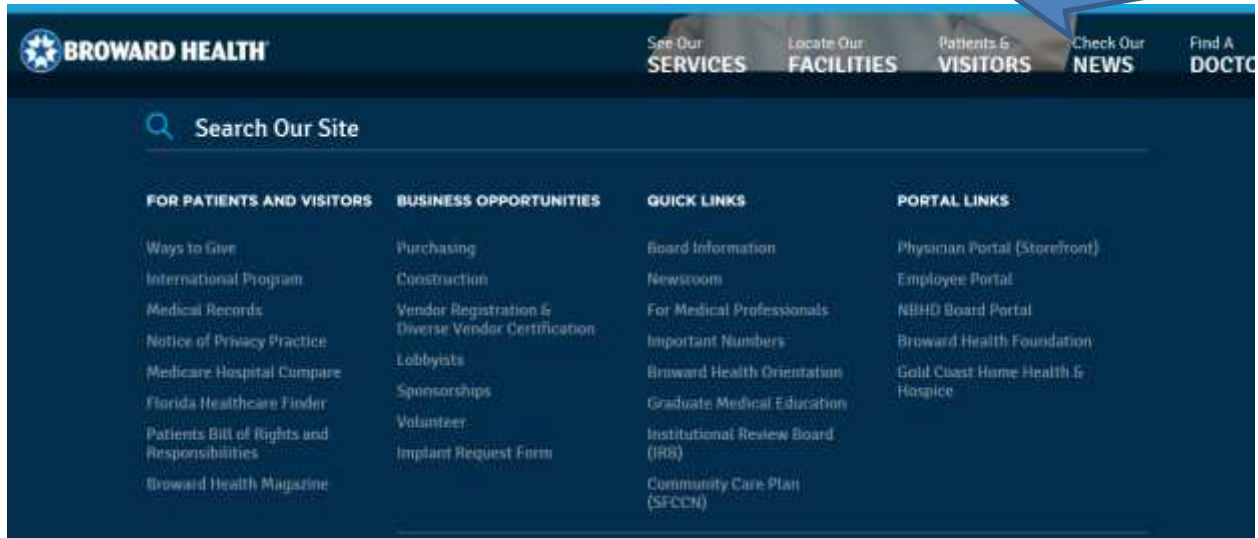 BROWARD HEALTH
See Our
SERVICES
Locate Our
FACILITIES
Patients &
VISITORS
Check Our
NEWS
Find A
DOCTO
Search Our Site
FOR PATIENTS AND VISITORS
Ways to Give
International Program
Medical Records
Notice of Privacy Practice
Medicare Hospital Compare
Florida Healthcare Finder
Patients Bill of Rights and
Responsibilities
Broward Health Magazine
BUSINESS OPPORTUNITIES
Purchasing
Construction
Vendor Registration &
Diverse Vendor Certification
Lobbyists
Sponsorships
Volunteer
Implant Request Form
QUICK LINKS
Board Information
Newsroom
For Medical Professionals
Important Numbers
Broward Health Orientation
Graduate Medical Education
Institutional Review Board
(IRB)
Community Care Plan
(SFCCN)
PORTAL LINKS
Physician Portal (Storefront)
Employee Portal
NBHD Board Portal
Broward Health Foundation
Gold Coast Home Health &
Hospice